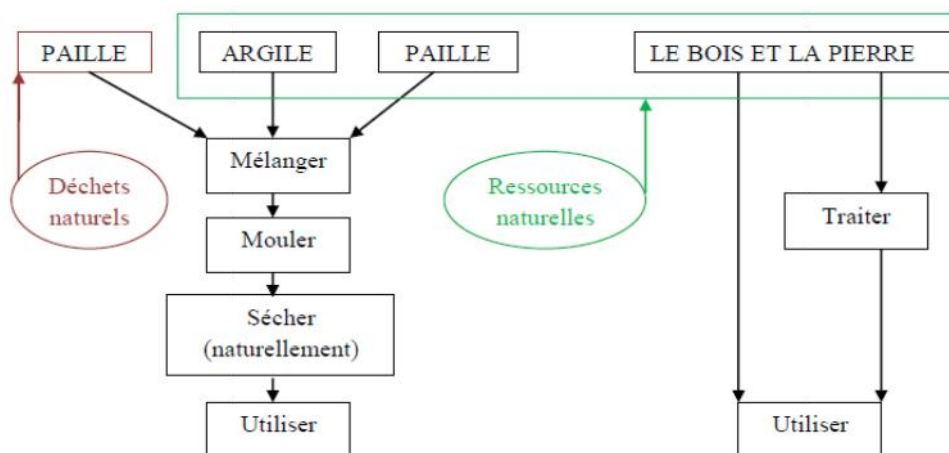 PAILLE
ARGILE
PAILLE
LE BOIS ET LA PIERRE
Mélanger
Déchets
naturels
Ressources
naturelles
Traiter
Mouler
Sécher
(naturellement)
Utiliser
Utiliser